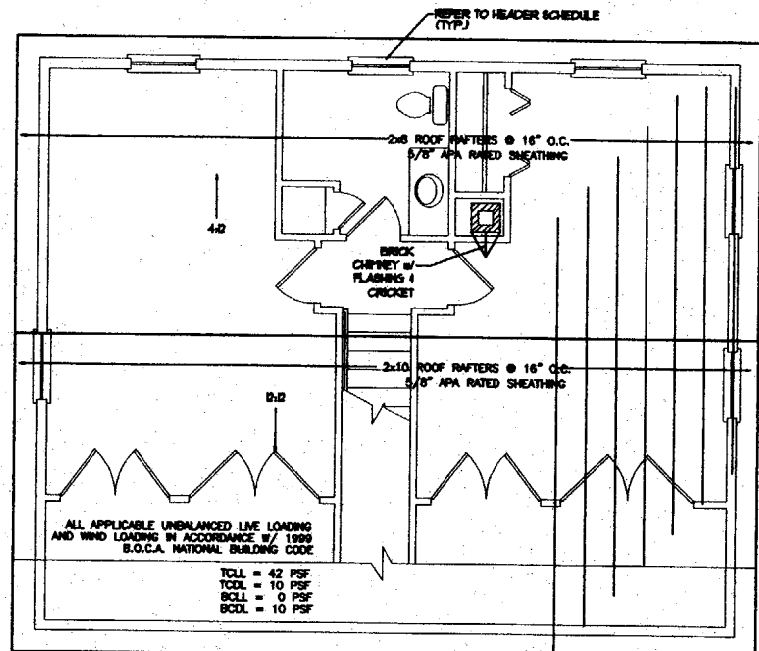 REFER TO HEADER SCHEDULE
(TYP.)
2x8 ROOF RAFTERS @ 16" O.C.
5/8" APA RATED SHEATHING
4:12
BRICK
CHIMNEY w/
FLASHING &
CRICKET
2x10 ROOF RAFTERS @ 16" O.C.
5/8" APA RATED SHEATHING
12:12
ALL APPLICABLE UNBALANCED LIVE LOADING
AND WIND LOADING IN ACCORDANCE W/ 1999
B.O.C.A. NATIONAL BUILDING CODE
TCLL = 42 PSF
TCDL = 10 PSF
BCLL = 0 PSF
BCDL = 10 PSF